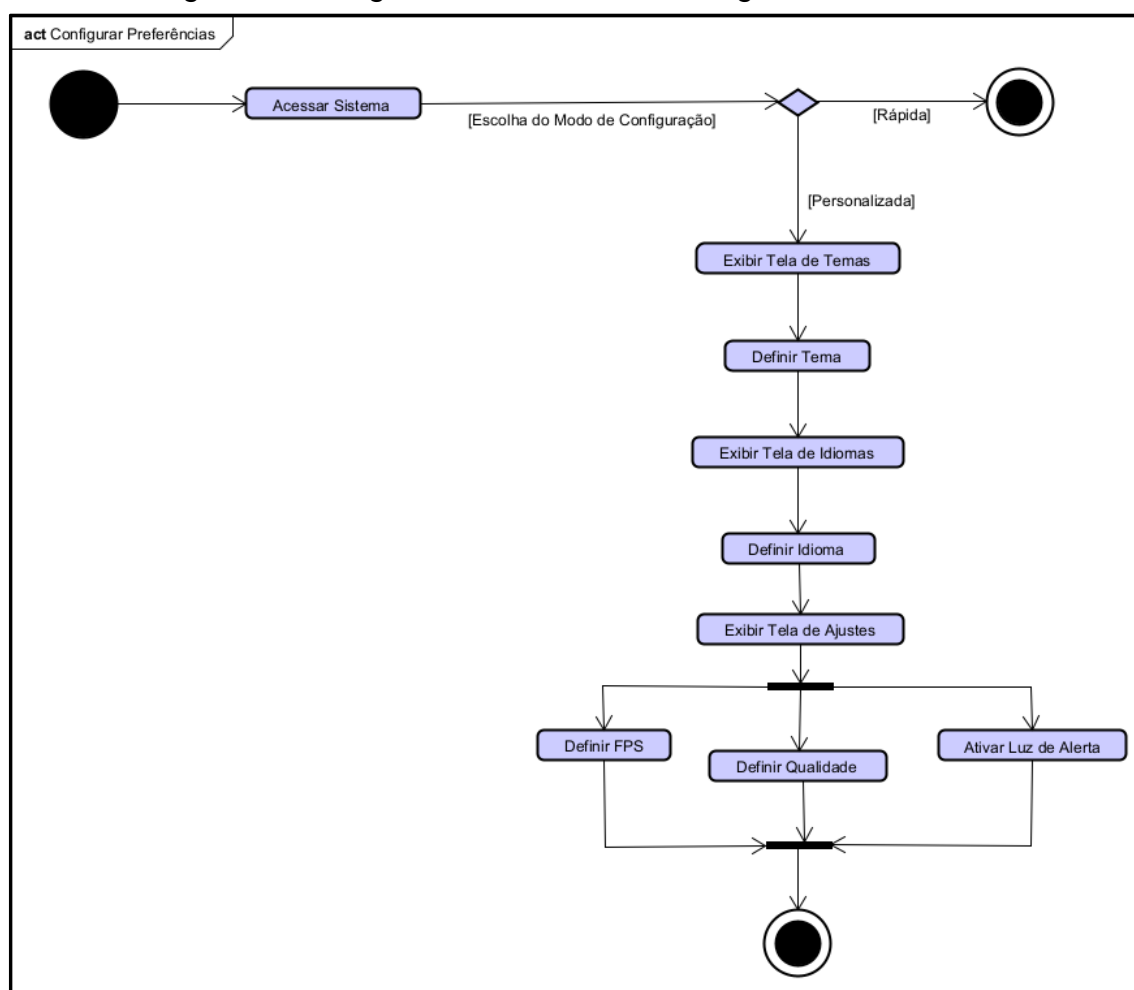 act Configurar Preferências
Acessar Sistema
[Escolha do Modo de Configuração]
[Rápida]
[Personalizada]
Exibir Tela de Temas
Definir Tema
Exibir Tela de Idiomas
Definir Idioma
Exibir Tela de Ajustes
Definir FPS
Definir Qualidade
Ativar Luz de Alerta